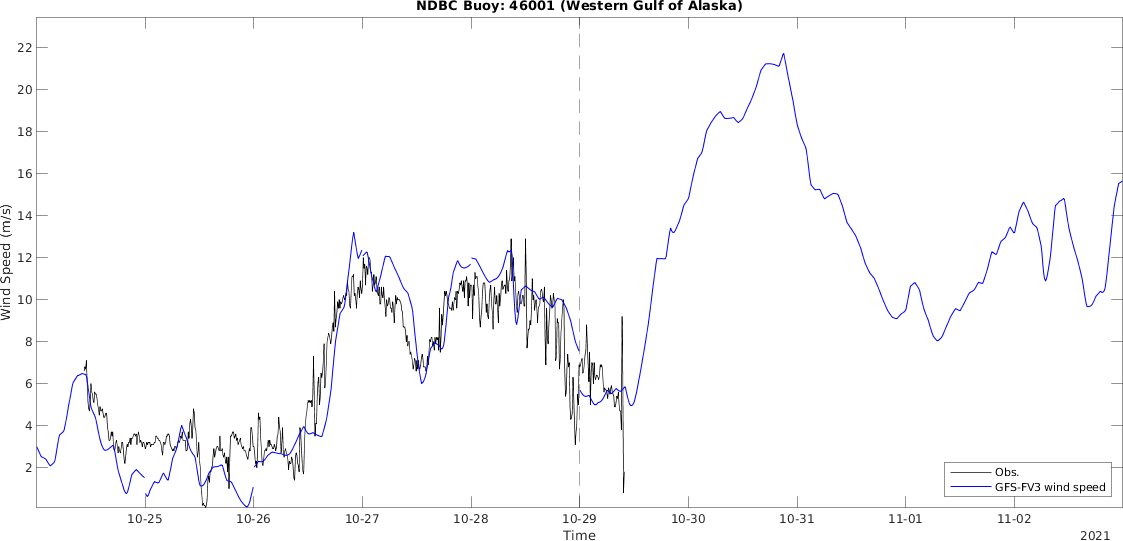 NDBC Buoy: 46001 (Western Gulf of Alaska)
Wind Speed (m/s)
22
20
18
16
14
12
10
8
6
4
2
Obs.
GFS-FV3 wind speed
10-25 10-26 10-27 10-28 10-29 10-30 10-31 11-01 11-02
Time
2021